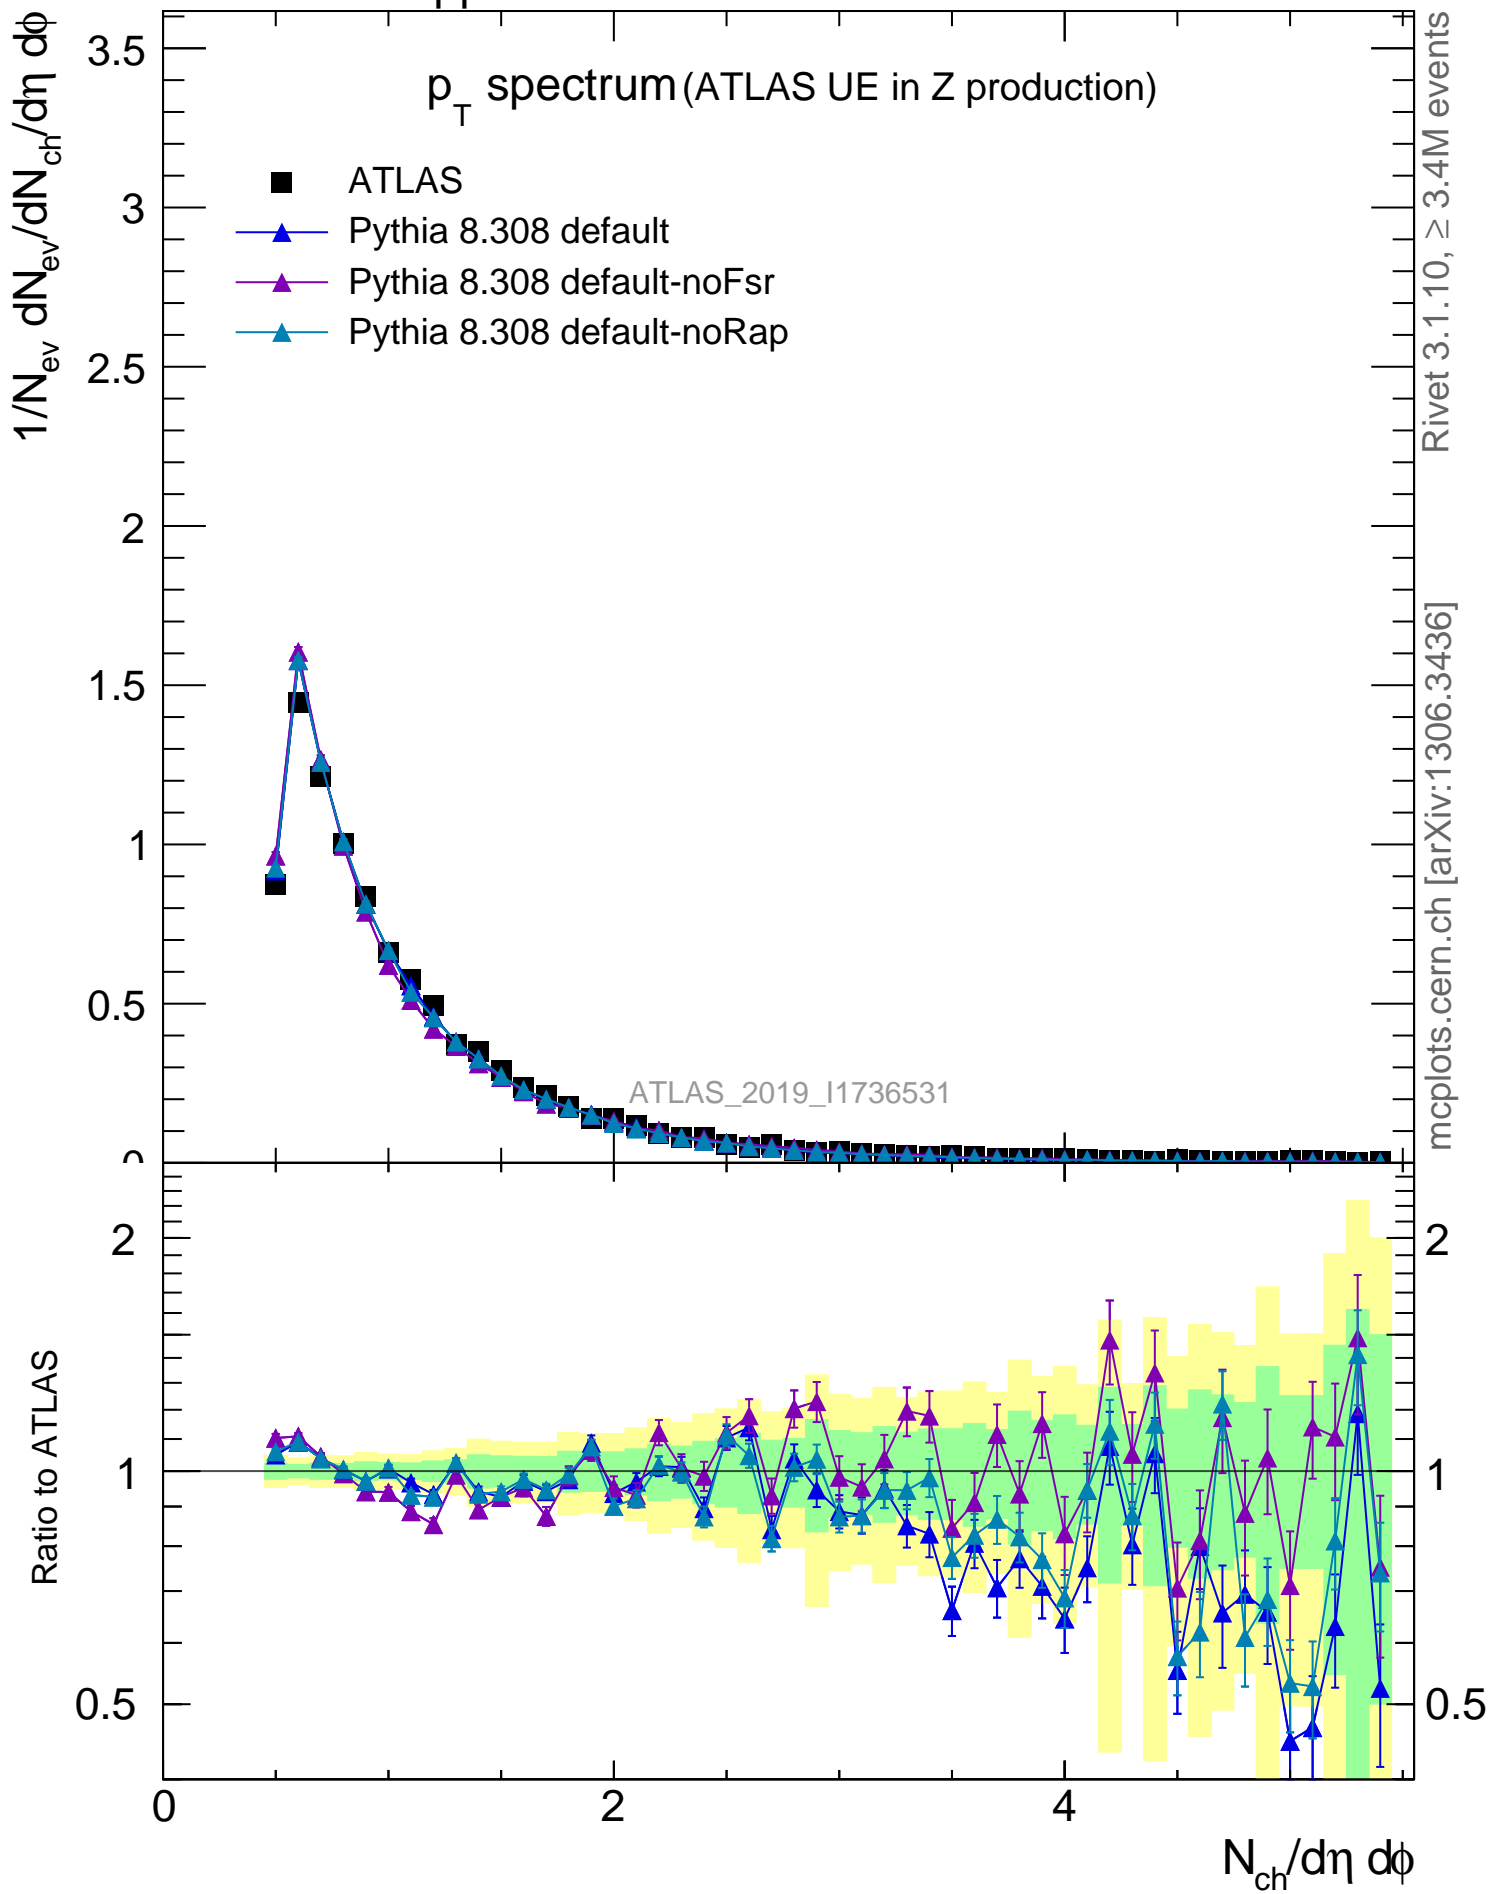 pp
p_T spectrum (ATLAS UE in Z production)
1/N_ev dN_ev/dN_ch/dη dϕ
ATLAS
Pythia 8.308 default
Pythia 8.308 default-noFsr
Pythia 8.308 default-noRap
3.5
3
2.5
2
1.5
1
0.5
0
ATLAS_2019_I1736531
Rivet 3.1.10, ≥ 3.4M events
mcplots.cern.ch [arXiv:1306.3436]
Ratio to ATLAS
2
1
0.5
2
1
0.5
0
2
4
N_ch/dη dϕ